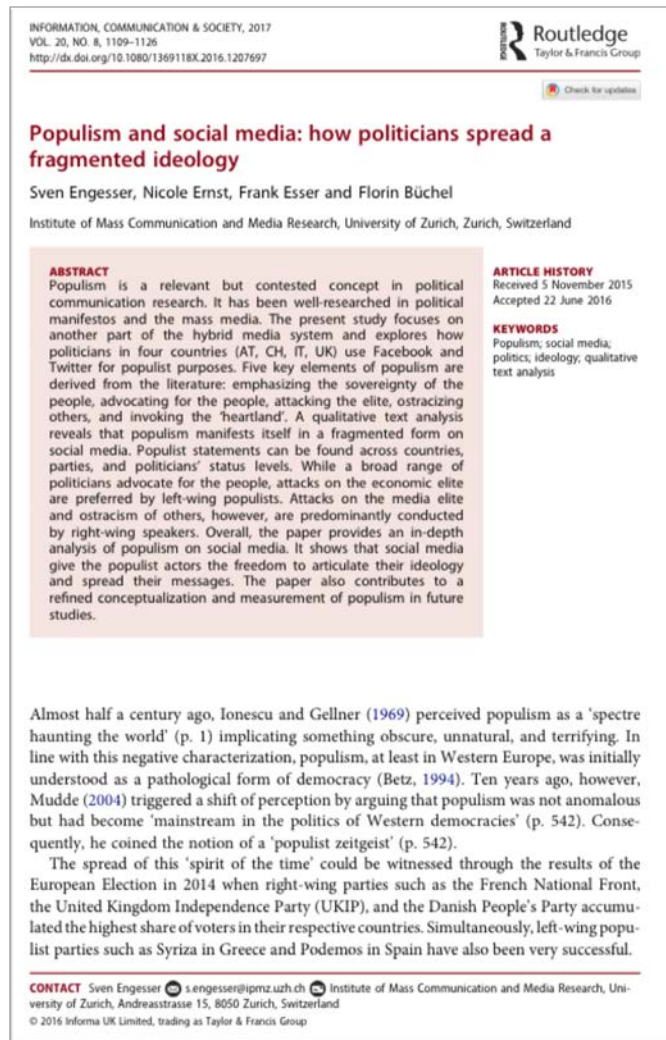 INFORMATION, COMMUNICATION & SOCIETY, 2017
VOL. 20, NO. 8, 1109–1126
http://dx.doi.org/10.1080/1369118X.2016.1207697
ROUTLEDGE
Routledge
Taylor & Francis Group
Check for updates
Populism and social media: how politicians spread a
fragmented ideology
Sven Engesser, Nicole Ernst, Frank Esser and Florin Büchel
Institute of Mass Communication and Media Research, University of Zurich, Zurich, Switzerland
ABSTRACT
Populism is a relevant but contested concept in political
communication research. It has been well-researched in political
manifestos and the mass media. The present study focuses on
another part of the hybrid media system and explores how
politicians in four countries (AT, CH, IT, UK) use Facebook and
Twitter for populist purposes. Five key elements of populism are
derived from the literature: emphasizing the sovereignty of the
people, advocating for the people, attacking the elite, ostracizing
others, and invoking the ‘heartland’. A qualitative text analysis
reveals that populism manifests itself in a fragmented form on
social media. Populist statements can be found across countries,
parties, and politicians’ status levels. While a broad range of
politicians advocate for the people, attacks on the economic elite
are preferred by left-wing populists. Attacks on the media elite
and ostracism of others, however, are predominantly conducted
by right-wing speakers. Overall, the paper provides an in-depth
analysis of populism on social media. It shows that social media
give the populist actors the freedom to articulate their ideology
and spread their messages. The paper also contributes to a
refined conceptualization and measurement of populism in future
studies.
ARTICLE HISTORY
Received 5 November 2015
Accepted 22 June 2016
KEYWORDS
Populism; social media;
politics; ideology; qualitative
text analysis
Almost half a century ago, Ionescu and Gellner (1969) perceived populism as a ‘spectre
haunting the world’ (p. 1) implicating something obscure, unnatural, and terrifying. In
line with this negative characterization, populism, at least in Western Europe, was initially
understood as a pathological form of democracy (Betz, 1994). Ten years ago, however,
Mudde (2004) triggered a shift of perception by arguing that populism was not anomalous
but had become ‘mainstream in the politics of Western democracies’ (p. 542). Conse-
quently, he coined the notion of a ‘populist zeitgeist’ (p. 542).
The spread of this ‘spirit of the time’ could be witnessed through the results of the
European Election in 2014 when right-wing parties such as the French National Front,
the United Kingdom Independence Party (UKIP), and the Danish People’s Party accumu-
lated the highest share of voters in their respective countries. Simultaneously, left-wing popu-
list parties such as Syriza in Greece and Podemos in Spain have also been very successful.
CONTACT Sven Engesser s.engesser@ipmz.uzh.ch Institute of Mass Communication and Media Research, Uni-
versity of Zurich, Andreasstrasse 15, 8050 Zurich, Switzerland
© 2016 Informa UK Limited, trading as Taylor & Francis Group